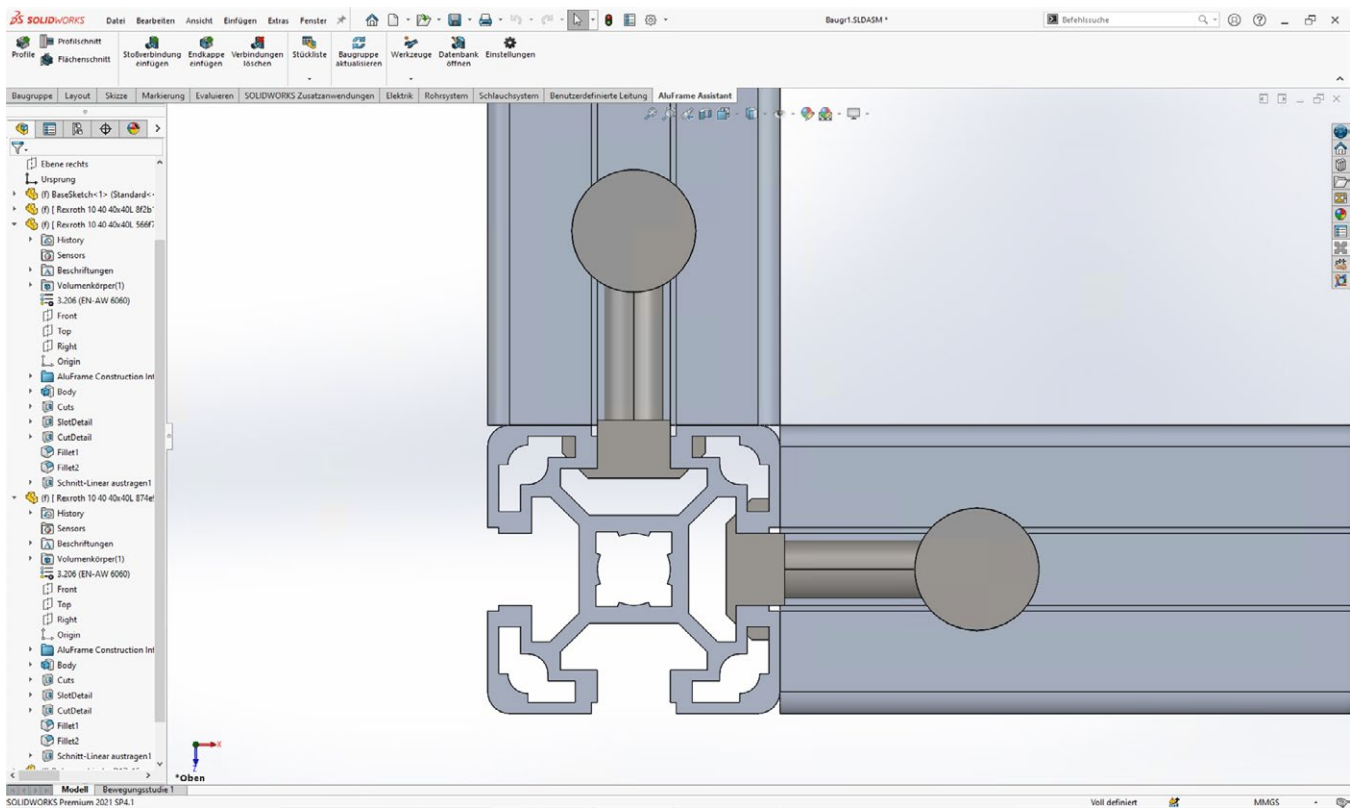 SOLIDWORKS
Datei Bearbeiten Ansicht Einfügen Extras Fenster
Baugr1.SLDASM *
Befehlssuche
Profile
Profilschnitt
Flächenschnitt
Stoßverbindung einfügen
Endkappe einfügen
Verbindungen löschen
Stückliste
Baugruppe aktualisieren
Werkzeuge
Datenbank öffnen
Einstellungen
Baugruppe Layout Skizze Markierung Evaluieren SOLIDWORKS Zusatzanwendungen Elektrik Rohrsystem Schlauchsystem Benutzerdefinierte Leitung AluFrame Assistant
Ebene rechts
Ursprung
(f) BaseSketch<1> (Standard<
(f) [ Rexroth 10 40 40x40L 8f2b
(f) [ Rexroth 10 40 40x40L 566f7
History
Sensors
Beschriftungen
Volumenkörper(1)
3.206 (EN-AW 6060)
Front
Top
Right
Origin
AluFrame Construction Inf
Body
Cuts
SlotDetail
CutDetail
Fillet1
Fillet2
Schnitt-Linear austragen1
(f) [ Rexroth 10 40 40x40L 874e
History
Sensors
Beschriftungen
Volumenkörper(1)
3.206 (EN-AW 6060)
Front
Top
Right
Origin
AluFrame Construction Inf
Body
Cuts
SlotDetail
CutDetail
Fillet1
Fillet2
Schnitt-Linear austragen1
X
Z
*Oben
Modell Bewegungsstudie 1
SOLIDWORKS Premium 2021 SP4.1
Voll definiert
MMGS